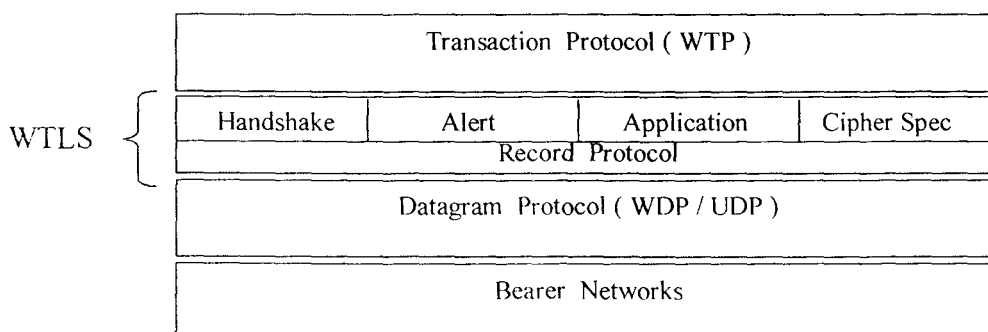 Transaction Protocol ( WTP )
WTLS
Handshake
Alert
Application
Cipher Spec
Record Protocol
Datagram Protocol ( WDP / UDP )
Bearer Networks